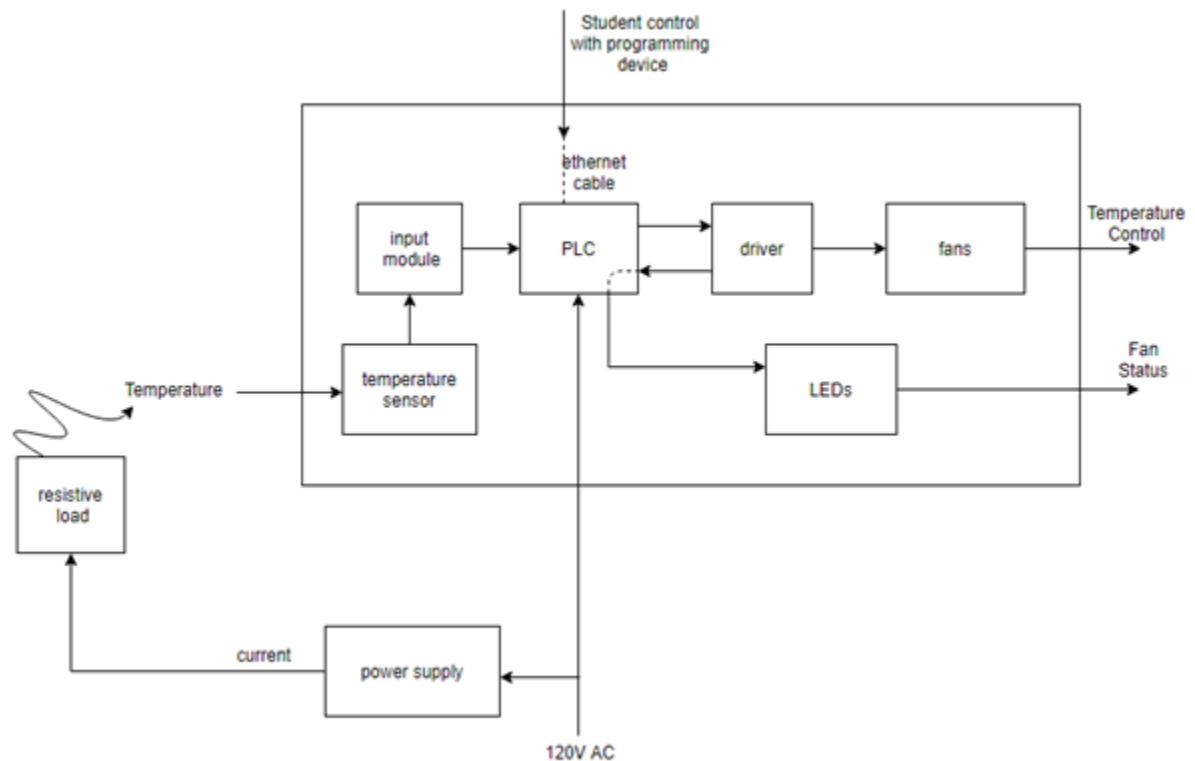 Student control
with programming
device
ethernet
cable
input
module
PLC
driver
fans
Temperature
Control
temperature
sensor
LEDs
Fan
Status
Temperature
resistive
load
current
power supply
120V AC